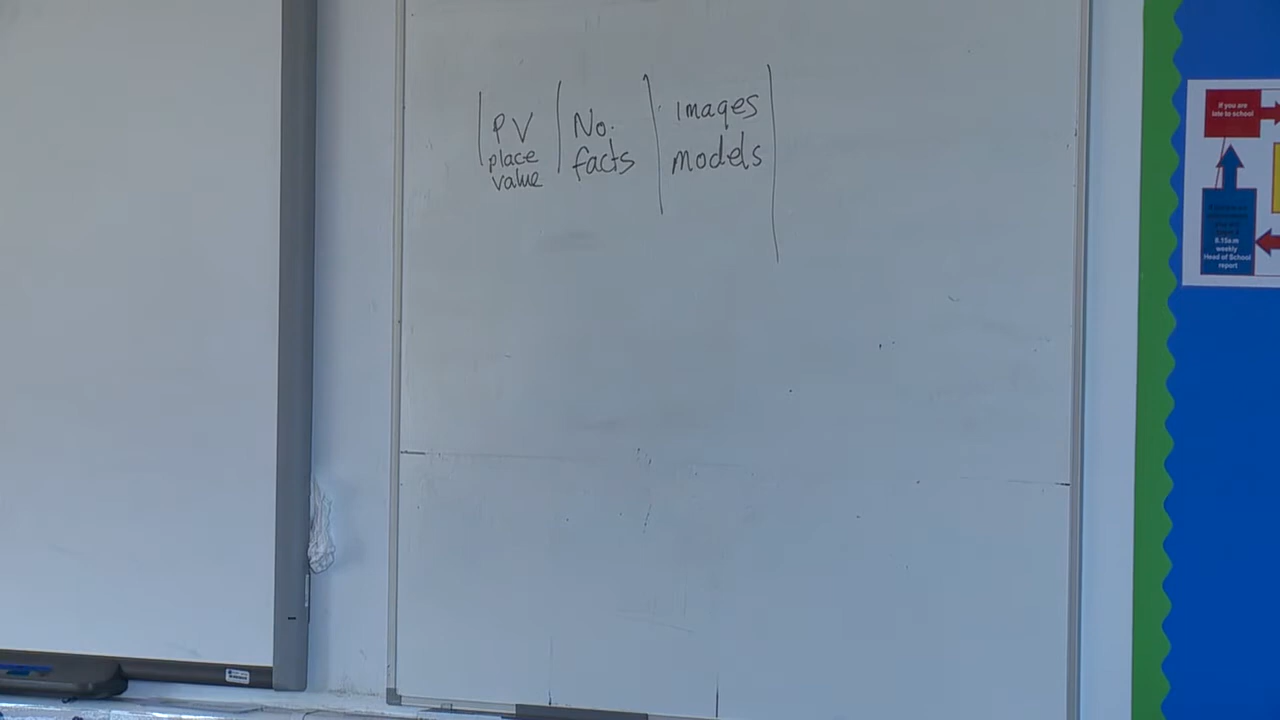 PV
place
value
No.
facts
images
models
If you are
late to school
8.15a.m
weekly
Head of School
report